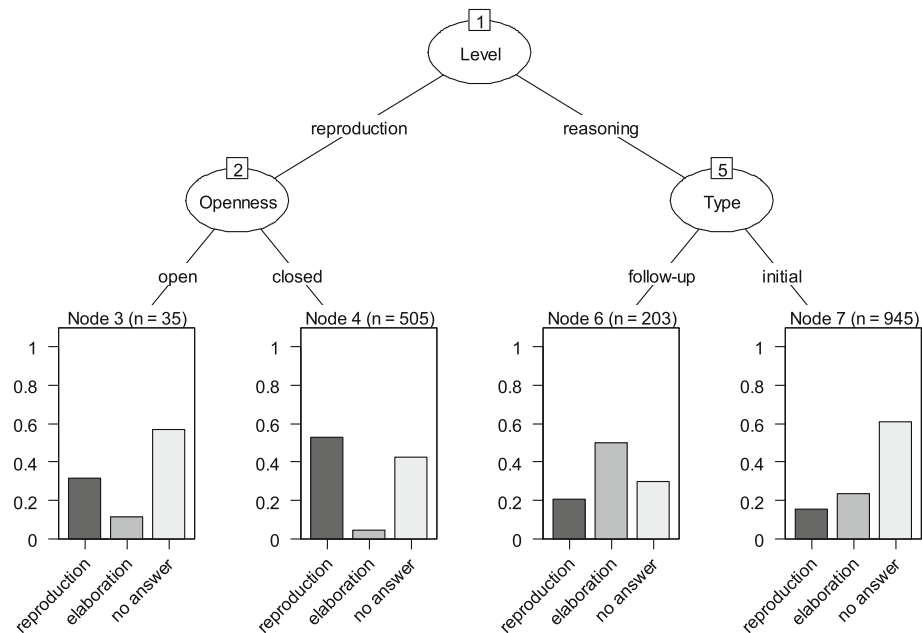 1
Level
reproduction reasoning
2 5
Openness Type
open closed follow-up initial
Node 3 (n = 35) Node 4 (n = 505) Node 6 (n = 203) Node 7 (n = 945)
1 1 1 1
0.8 0.8 0.8 0.8
0.6 0.6 0.6 0.6
0.4 0.4 0.4 0.4
0.2 0.2 0.2 0.2
0 0 0 0
reproduction elaboration no answer reproduction elaboration no answer reproduction elaboration no answer reproduction elaboration no answer